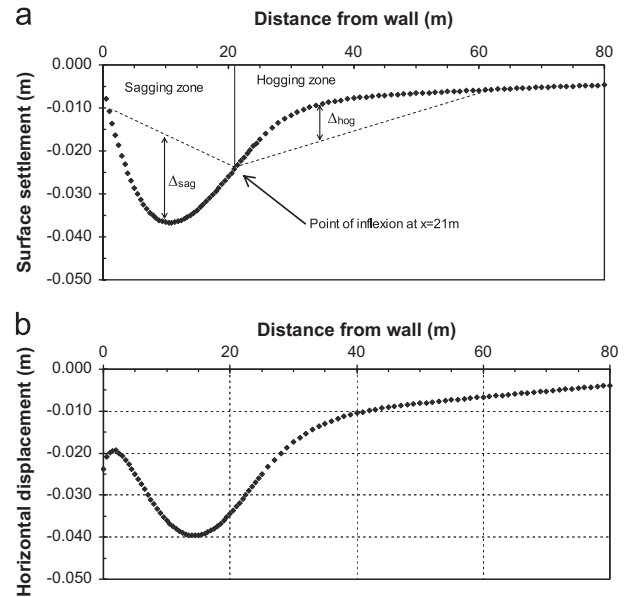 a
Distance from wall (m)
0 20 40 60 80
Surface settlement (m)
0.000
-0.010
-0.020
-0.030
-0.040
-0.050
Sagging zone
Hogging zone
Δsag
Δhog
Point of inflexion at x=21m
b
Distance from wall (m)
0 20 40 60 80
Horizontal displacement (m)
0.000
-0.010
-0.020
-0.030
-0.040
-0.050